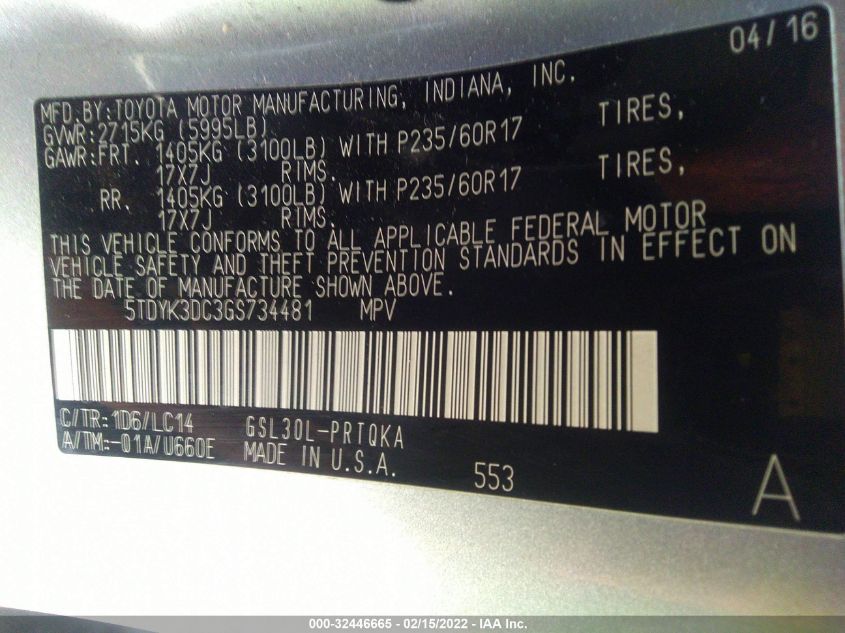 04/16
MFD.BY:TOYOTA MOTOR MANUFACTURING, INDIANA, INC.
GVWR:2715KG (5995LB)
GAWR:FRT. 1405KG (3100LB) WITH P235/60R17 TIRES,
17X7J RIMS.
RR. 1405KG (3100LB) WITH P235/60R17 TIRES,
17X7J RIMS.
THIS VEHICLE CONFORMS TO ALL APPLICABLE FEDERAL MOTOR
VEHICLE SAFETY AND THEFT PREVENTION STANDARDS IN EFFECT ON
THE DATE OF MANUFACTURE SHOWN ABOVE.
5TDYK3DC3GS734481 MPV
C/TR:1D6/LC14 GSL30L-PRTQKA
A/TM:-01A/U660E MADE IN U.S.A.
553
A
000-32446665 - 02/15/2022 - IAA Inc.